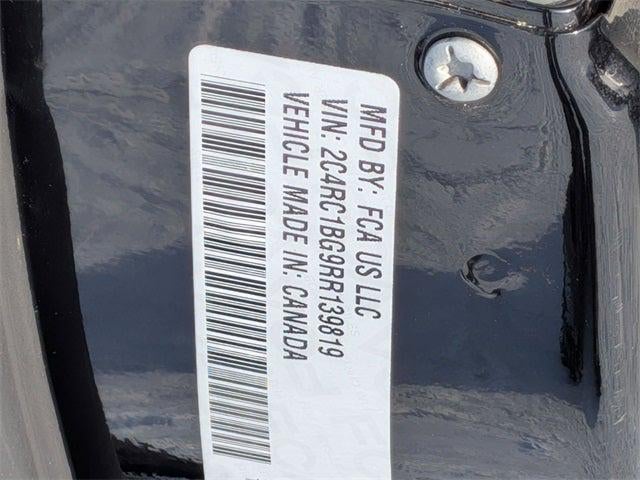 MFD BY: FCA US LLC
VIN: 2C4RC1BG9RR139819
VEHICLE MADE IN: CANADA